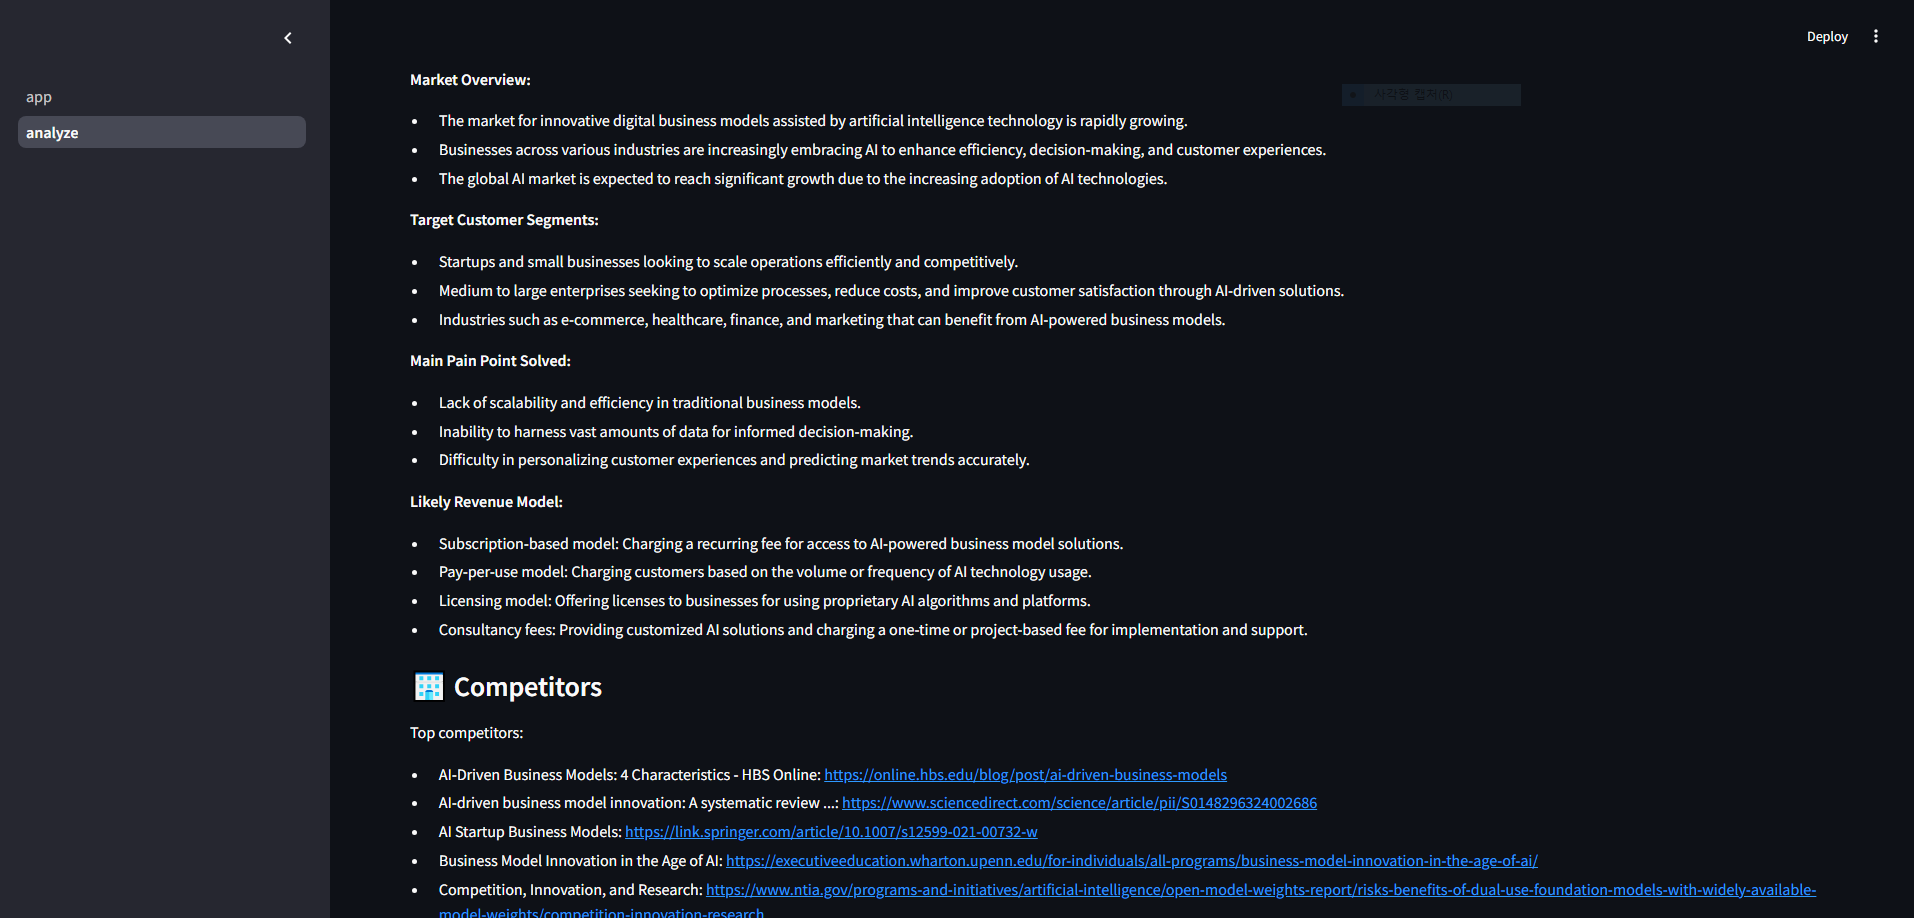 Deploy
app
analyze
Market Overview:
사각형 캡처(R)
The market for innovative digital business models assisted by artificial intelligence technology is rapidly growing.
Businesses across various industries are increasingly embracing AI to enhance efficiency, decision-making, and customer experiences.
The global AI market is expected to reach significant growth due to the increasing adoption of AI technologies.
Target Customer Segments:
Startups and small businesses looking to scale operations efficiently and competitively.
Medium to large enterprises seeking to optimize processes, reduce costs, and improve customer satisfaction through AI-driven solutions.
Industries such as e-commerce, healthcare, finance, and marketing that can benefit from AI-powered business models.
Main Pain Point Solved:
Lack of scalability and efficiency in traditional business models.
Inability to harness vast amounts of data for informed decision-making.
Difficulty in personalizing customer experiences and predicting market trends accurately.
Likely Revenue Model:
Subscription-based model: Charging a recurring fee for access to AI-powered business model solutions.
Pay-per-use model: Charging customers based on the volume or frequency of AI technology usage.
Licensing model: Offering licenses to businesses for using proprietary AI algorithms and platforms.
Consultancy fees: Providing customized AI solutions and charging a one-time or project-based fee for implementation and support.
Competitors
Top competitors:
AI-Driven Business Models: 4 Characteristics - HBS Online: https://online.hbs.edu/blog/post/ai-driven-business-models
AI-driven business model innovation: A systematic review ...: https://www.sciencedirect.com/science/article/pii/S0148296324002686
AI Startup Business Models: https://link.springer.com/article/10.1007/s12599-021-00732-w
Business Model Innovation in the Age of AI: https://executiveeducation.wharton.upenn.edu/for-individuals/all-programs/business-model-innovation-in-the-age-of-ai/
Competition, Innovation, and Research: https://www.ntia.gov/programs-and-initiatives/artificial-intelligence/open-model-weights-report/risks-benefits-of-dual-use-foundation-models-with-widely-available-
model-weights/competition-innovation-research